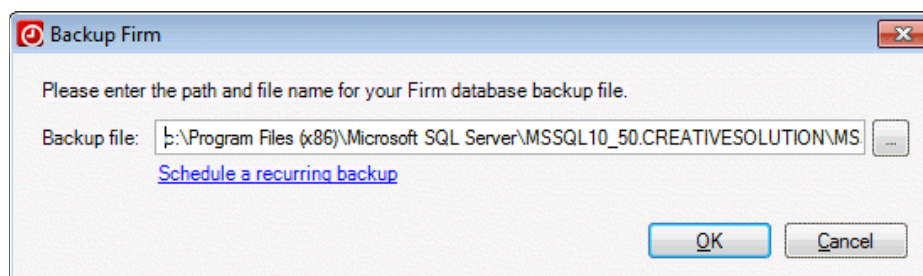 Backup Firm
Please enter the path and file name for your Firm database backup file.
Backup file: c:\Program Files (x86)\Microsoft SQL Server\MSSQL10_50.CREATIVESOLUTION\MS ...
Schedule a recurring backup
OK Cancel